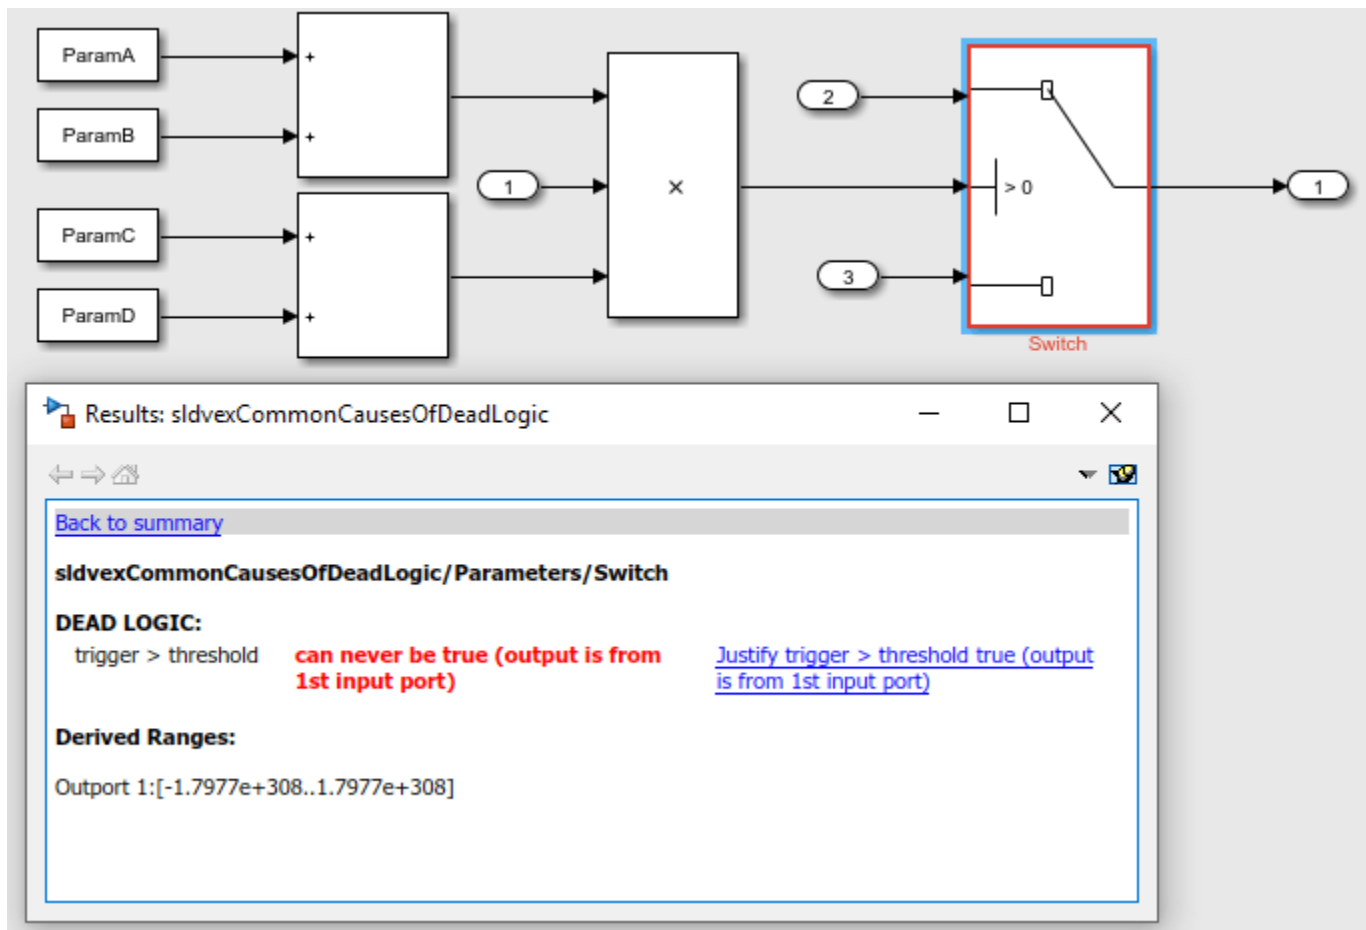 ParamA
+
ParamB
+
2
1
×
> 0
1
ParamC
+
3
ParamD
+
Switch
Results: sldvexCommonCausesOfDeadLogic
Back to summary
sldvexCommonCausesOfDeadLogic/Parameters/Switch
DEAD LOGIC:
trigger > threshold can never be true (output is from Justify trigger > threshold true (output
1st input port) is from 1st input port)
Derived Ranges:
Outport 1:[-1.7977e+308..1.7977e+308]